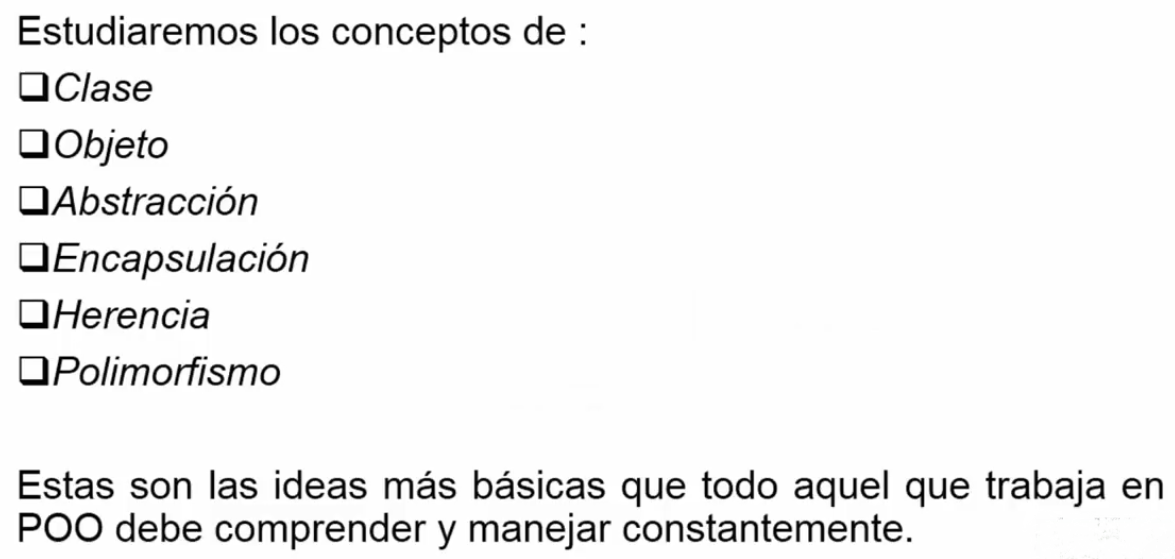 Estudiaremos los conceptos de :
❑Clase
❑Objeto
❑Abstracción
❑Encapsulación
❑Herencia
❑Polimorfismo
Estas son las ideas más básicas que todo aquel que trabaja en
POO debe comprender y manejar constantemente.